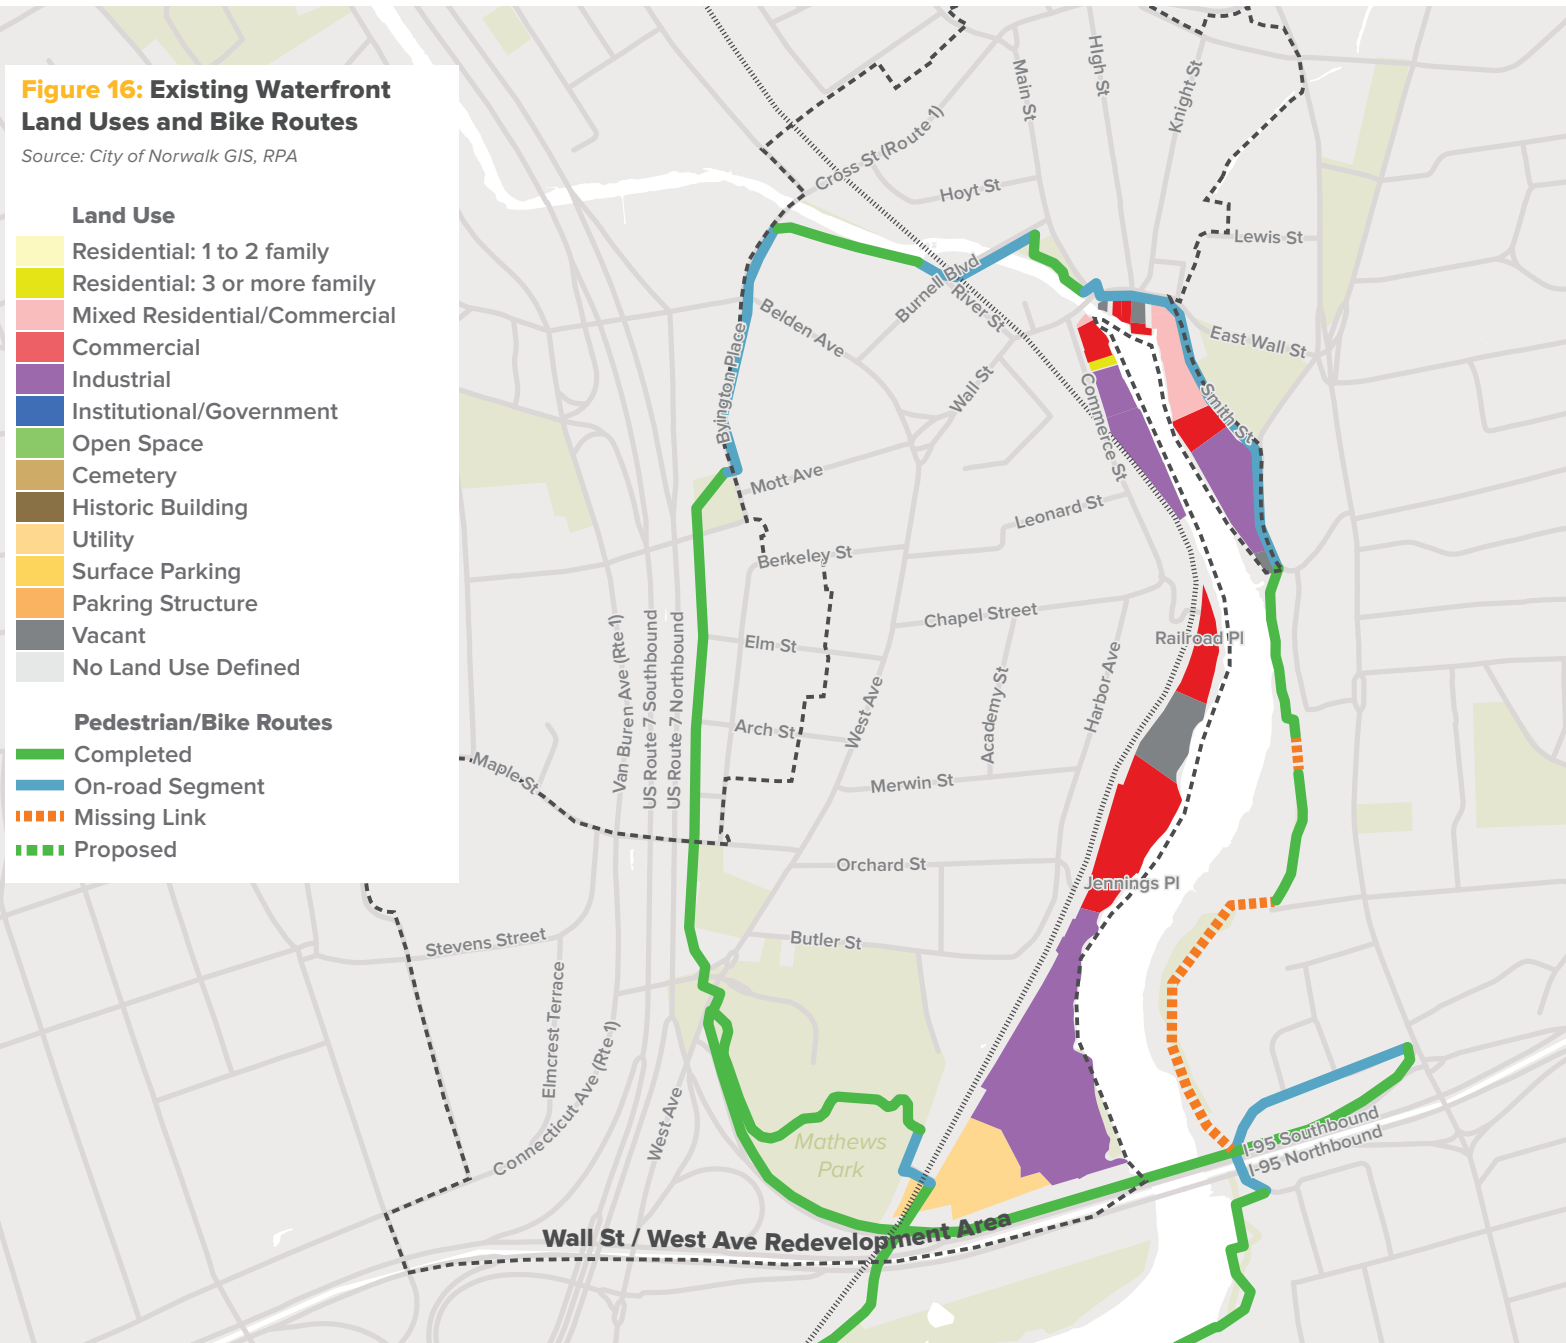 Figure 16: Existing Waterfront
Land Uses and Bike Routes
Source: City of Norwalk GIS, RPA
Land Use
Residential: 1 to 2 family
Residential: 3 or more family
Mixed Residential/Commercial
Commercial
Industrial
Institutional/Government
Open Space
Cemetery
Historic Building
Utility
Surface Parking
Pakring Structure
Vacant
No Land Use Defined
Pedestrian/Bike Routes
Completed
On-road Segment
Missing Link
Proposed
Main St
HIgh St
Knight St
Cross St (Route 1)
Hoyt St
Lewis St
Burnell Blvd
River St
Belden Ave
East Wall St
Byington Place
Wall St
Commerce St
Smith St
Mott Ave
Leonard St
Berkeley St
Chapel Street
Railroad Pl
Elm St
Van Buren Ave (Rte 1)
US Route 7 Southbound
US Route 7 Northbound
West Ave
Academy St
Harbor Ave
Arch St
Maple St
Merwin St
Orchard St
Jennings Pl
Stevens Street
Butler St
Elmcrest Terrace
Connecticut Ave (Rte 1)
West Ave
Mathews
Park
I-95 Southbound
I-95 Northbound
Wall St / West Ave Redevelopment Area